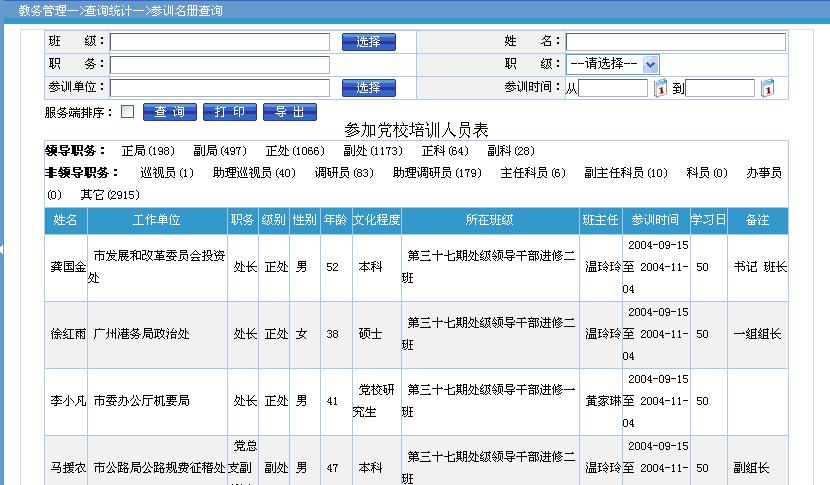 教务管理—>查询统计—>参训名册查询
班 级： 选择 姓 名：
职 务： 职 级： --请选择--
参训单位： 选择 参训时间： 从 到
服务端排序： 查 询 打 印 导 出
参加党校培训人员表
领导职务： 正局(198) 副局(497) 正处(1066) 副处(1173) 正科(64) 副科(28)
非领导职务： 巡视员(1) 助理巡视员(40) 调研员(83) 助理调研员(179) 主任科员(6) 副主任科员(10) 科员(0) 办事员
(0) 其它(2915)
姓名 工作单位 职务 级别 性别 年龄 文化程度 所在班级 班主任 参训时间 学习日 备注
龚国金 市发展和改革委员会投资处 处长 正处 男 52 本科 第三十七期处级领导干部进修二班 温玲玲 2004-09-15至 2004-11-04 50 书记 班长
徐红雨 广州港务局政治处 处长 正处 女 38 硕士 第三十七期处级领导干部进修二班 温玲玲 2004-09-15至 2004-11-04 50 一组组长
李小凡 市委办公厅机要局 处长 正处 男 41 党校研究生 第三十七期处级领导干部进修一班 黄家琳 2004-09-15至 2004-11-04 50
马援农 市公路局公路规费征稽处 党总支副 副处 男 47 本科 第三十七期处级领导干部进修二班 温玲玲 2004-09-15至 2004-11- 50 副组长